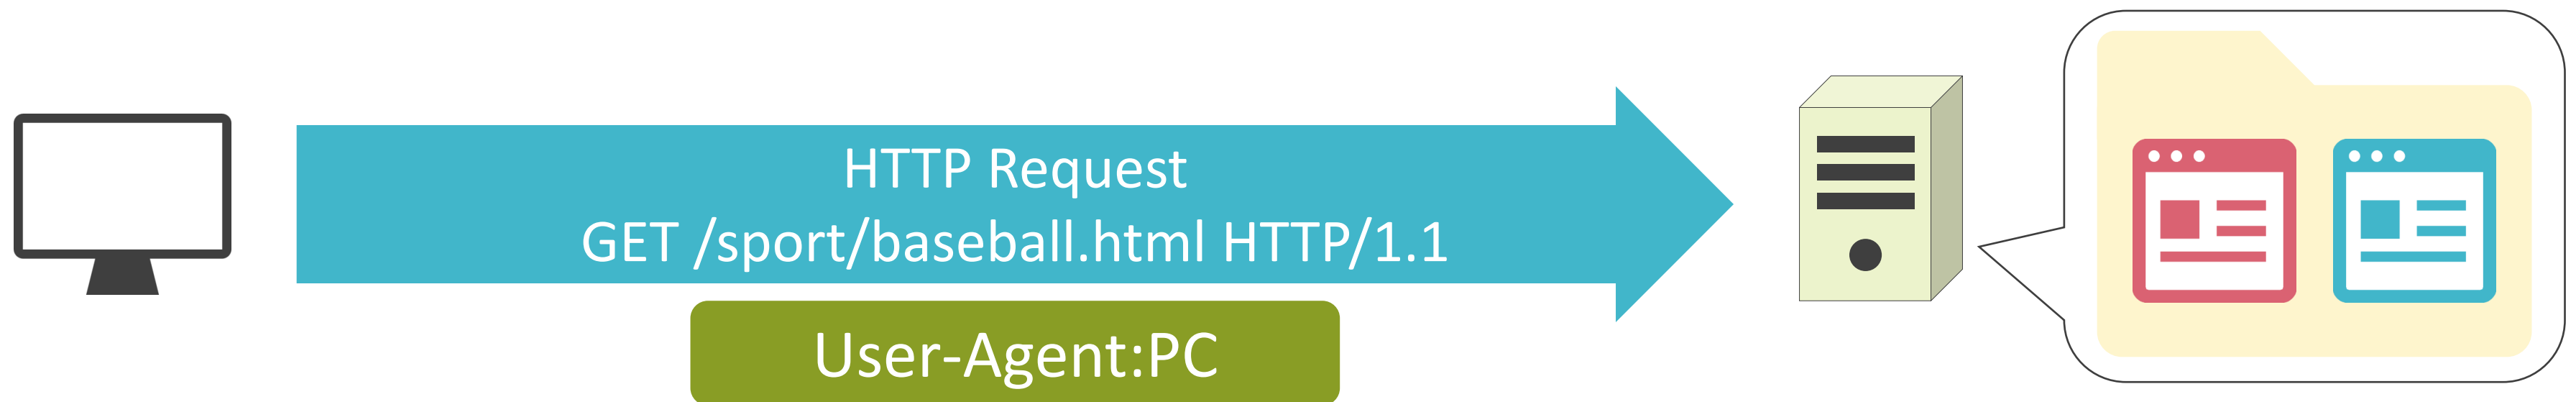 HTTP Request
GET /sport/baseball.html HTTP/1.1
User-Agent:PC